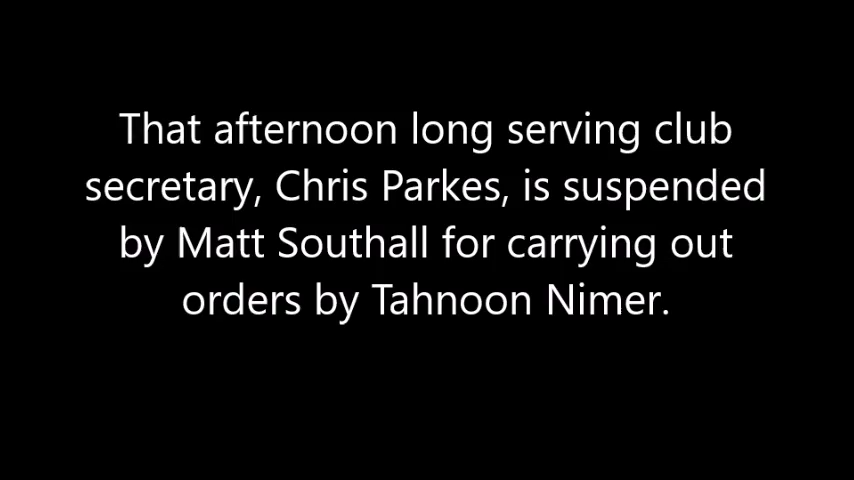 That afternoon long serving club
secretary, Chris Parkes, is suspended
by Matt Southall for carrying out
orders by Tahnoon Nimer.